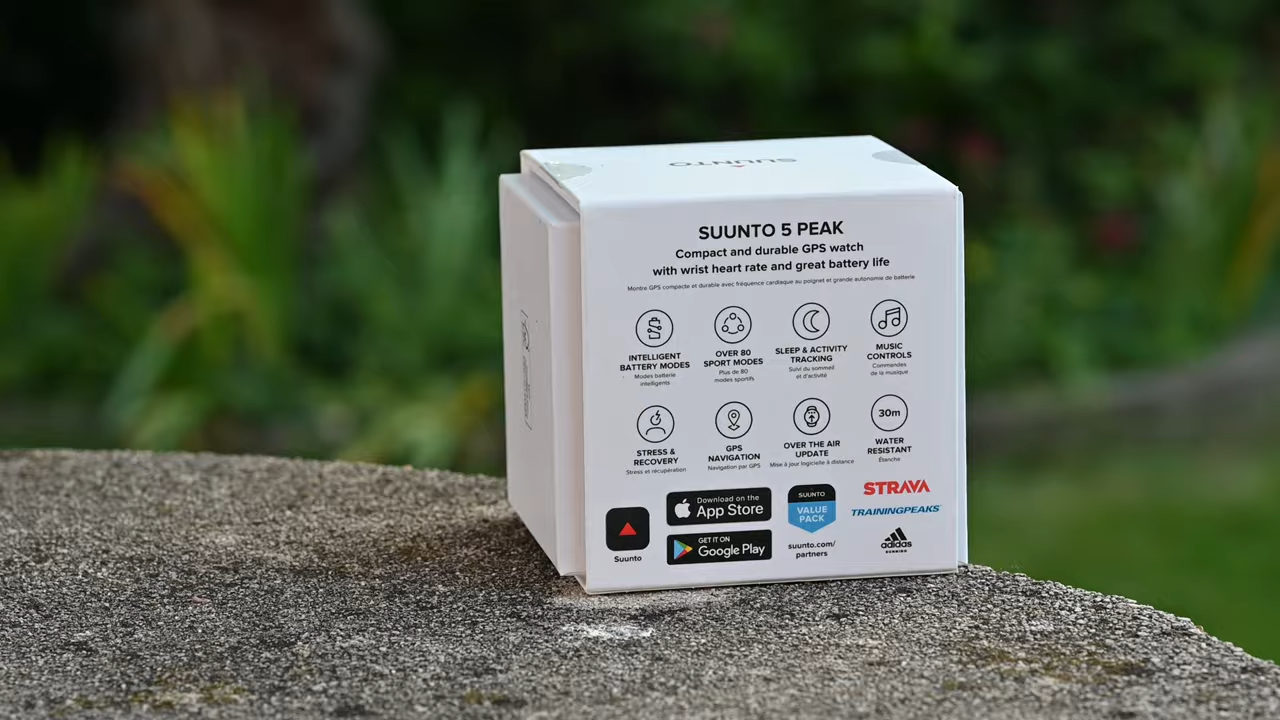 SUUNTO
SUUNTO 5 PEAK
Compact and durable GPS watch
with wrist heart rate and great battery life
Montre GPS compacte et durable avec fréquence cardiaque au poignet et grande autonomie de batterie
INTELLIGENT
BATTERY MODES
Modes batterie
intelligents
OVER 80
SPORT MODES
Plus de 80
modes sportifs
SLEEP & ACTIVITY
TRACKING
Suivi du sommeil
et d'activité
MUSIC
CONTROLS
Commandes
de la musique
STRESS &
RECOVERY
Stress et récupération
GPS
NAVIGATION
Navigation par GPS
OVER THE AIR
UPDATE
Mise à jour logicielle à distance
30m
WATER
RESISTANT
Étanche
Suunto
Download on the
App Store
GET IT ON
Google Play
SUUNTO
VALUE
PACK
suunto.com/
partners
STRAVA
TRAININGPEAKS
adidas
RUNNING